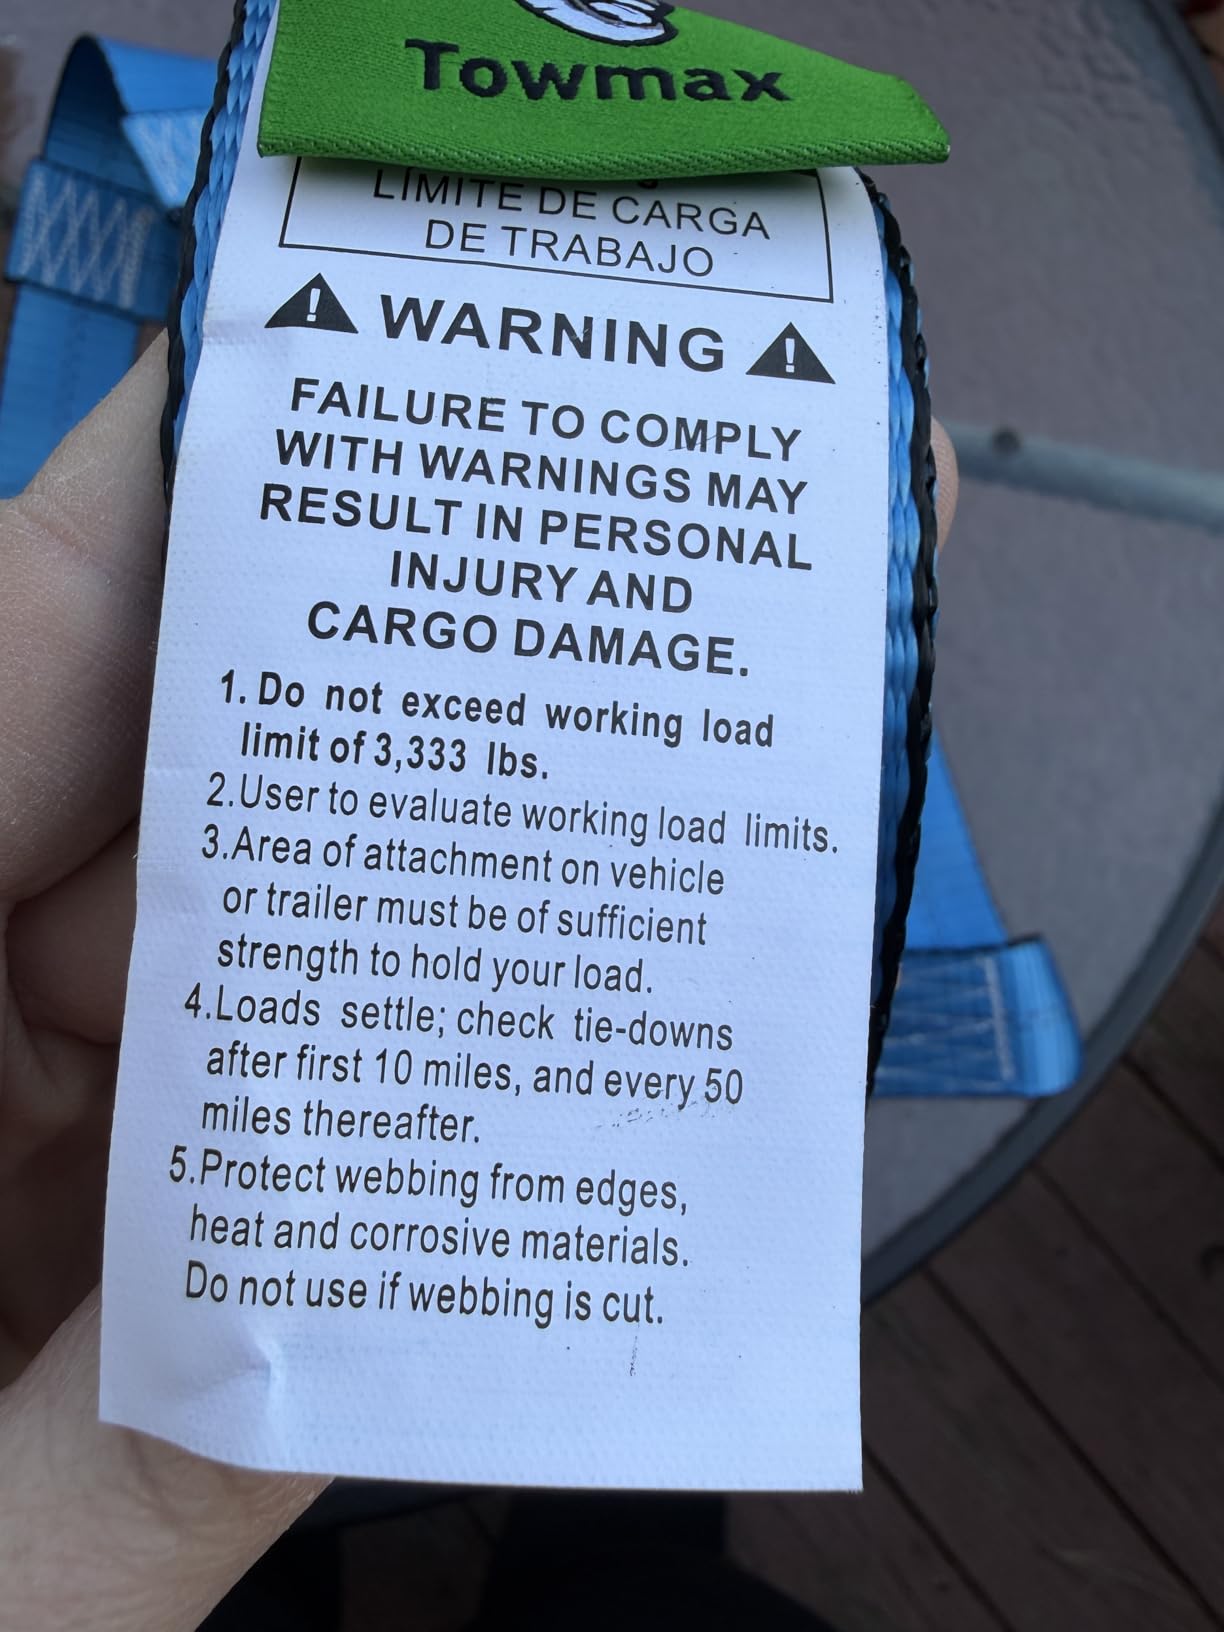 Towmax
LÍMITE DE CARGA
DE TRABAJO
WARNING
FAILURE TO COMPLY
WITH WARNINGS MAY
RESULT IN PERSONAL
INJURY AND
CARGO DAMAGE.
1. Do not exceed working load
limit of 3,333 lbs.
2.User to evaluate working load limits.
3.Area of attachment on vehicle
or trailer must be of sufficient
strength to hold your load.
4.Loads settle; check tie-downs
after first 10 miles, and every 50
miles thereafter.
5.Protect webbing from edges,
heat and corrosive materials.
Do not use if webbing is cut.